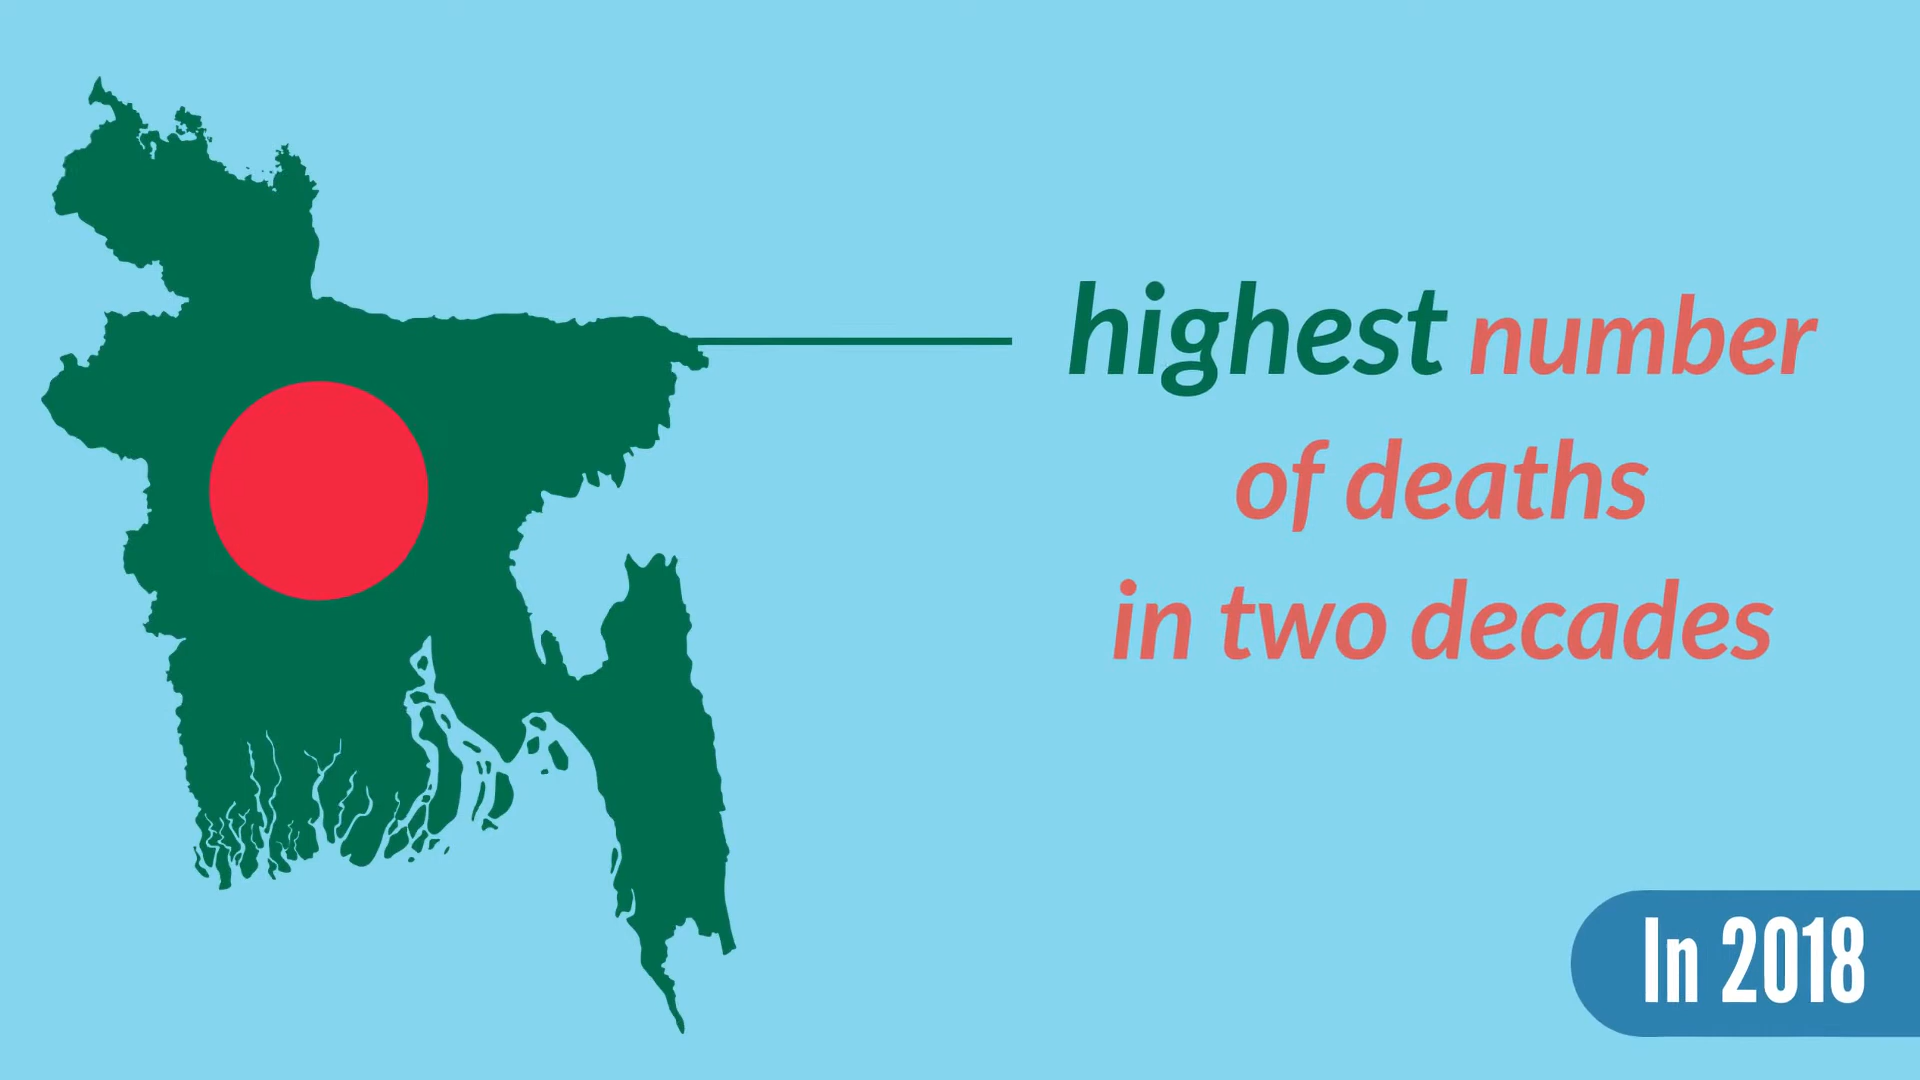 highest number
of deaths
in two decades
In 2018